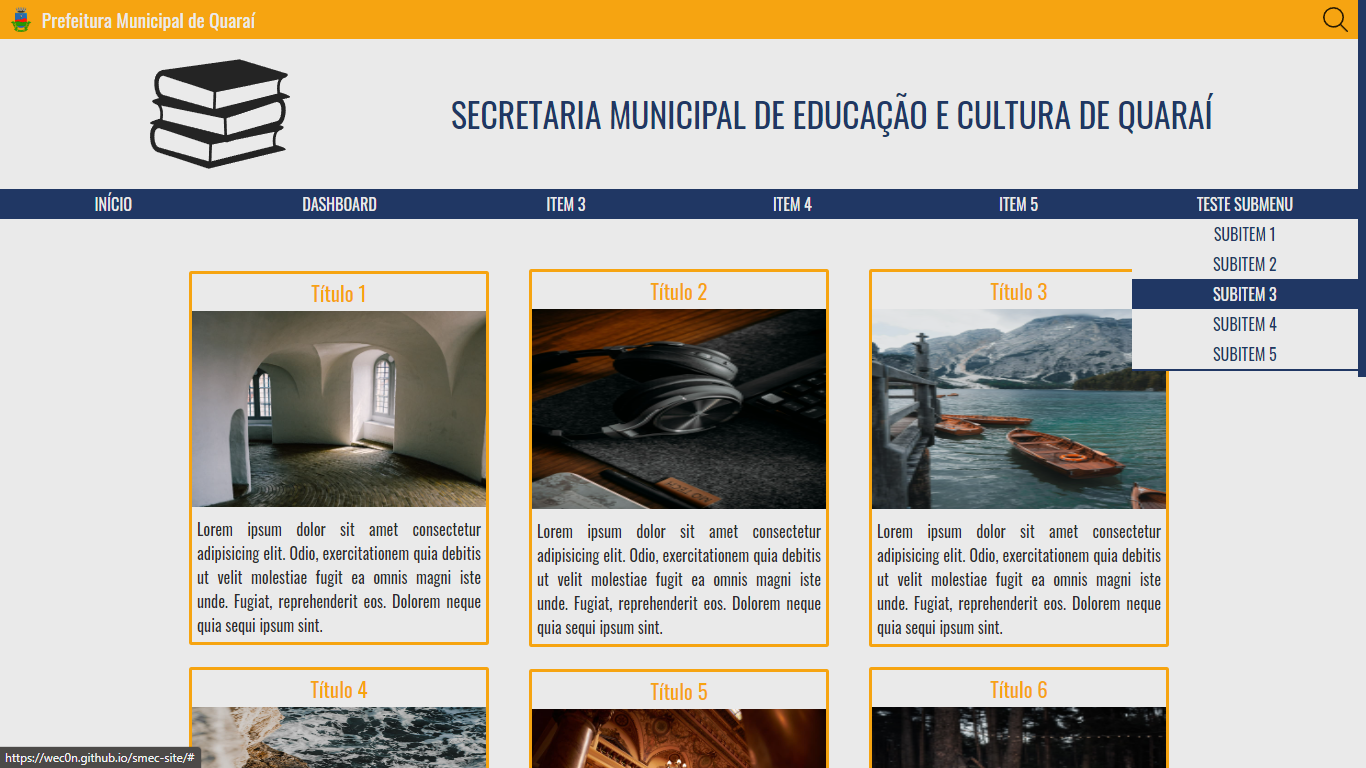 Prefeitura Municipal de Quaraí
SECRETARIA MUNICIPAL DE EDUCAÇÃO E CULTURA DE QUARAÍ
INÍCIO DASHBOARD ITEM 3 ITEM 4 ITEM 5 TESTE SUBMENU
SUBITEM 1
SUBITEM 2
SUBITEM 3
SUBITEM 4
SUBITEM 5
Título 1
Lorem ipsum dolor sit amet consectetur
adipisicing elit. Odio, exercitationem quia debitis
ut velit molestiae fugit ea omnis magni iste
unde. Fugiat, reprehenderit eos. Dolorem neque
quia sequi ipsum sint.
Título 2
Lorem ipsum dolor sit amet consectetur
adipisicing elit. Odio, exercitationem quia debitis
ut velit molestiae fugit ea omnis magni iste
unde. Fugiat, reprehenderit eos. Dolorem neque
quia sequi ipsum sint.
Título 3
Lorem ipsum dolor sit amet consectetur
adipisicing elit. Odio, exercitationem quia debitis
ut velit molestiae fugit ea omnis magni iste
unde. Fugiat, reprehenderit eos. Dolorem neque
quia sequi ipsum sint.
Título 4
Título 5
Título 6
https://wec0n.github.io/smec-site/#